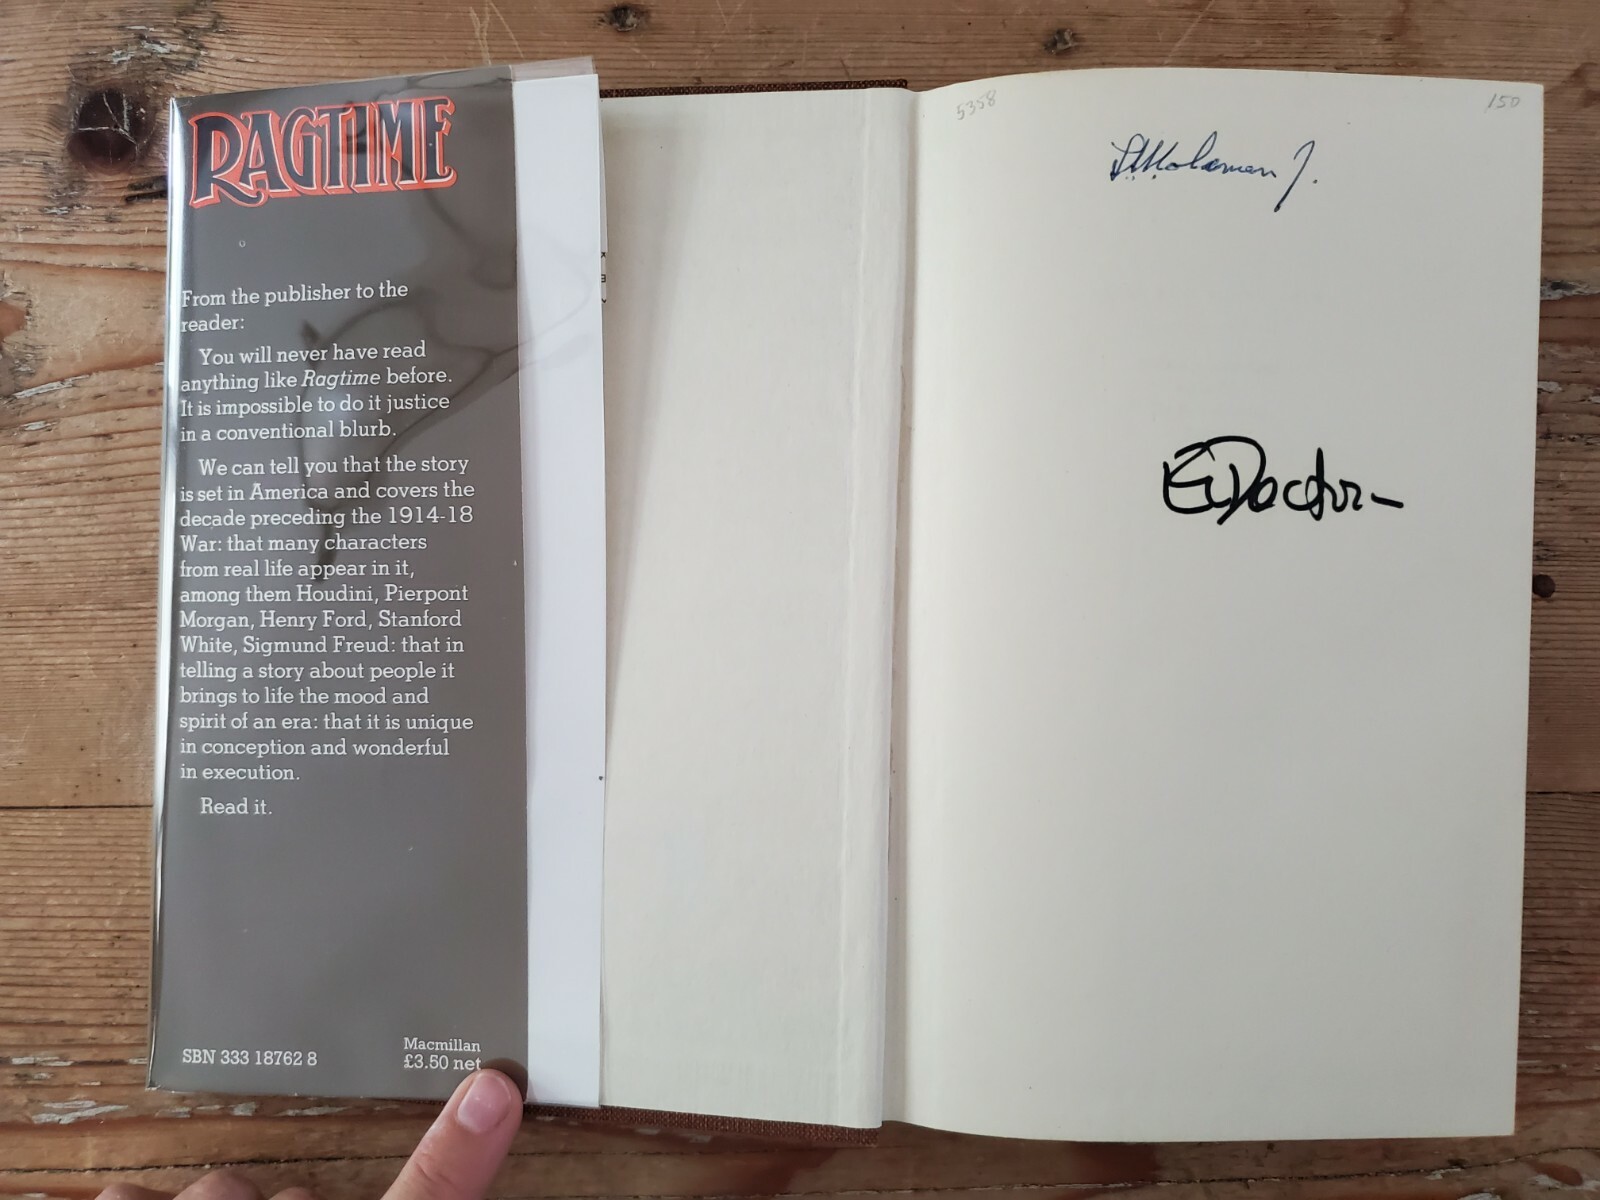 RAGTIME
From the publisher to the
reader:
You will never have read
anything like Ragtime before.
It is impossible to do it justice
in a conventional blurb.
We can tell you that the story
is set in America and covers the
decade preceding the 1914-18
War: that many characters
from real life appear in it,
among them Houdini, Pierpont
Morgan, Henry Ford, Stanford
White, Sigmund Freud: that in
telling a story about people it
brings to life the mood and
spirit of an era: that it is unique
in conception and wonderful
in execution.
Read it.
SBN 333 18762 8
Macmillan
£3.50 net
5358
150